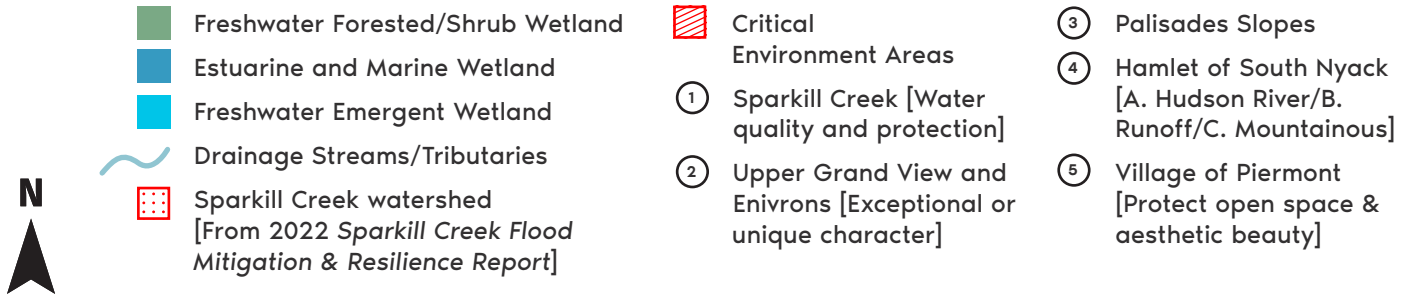 N
Freshwater Forested/Shrub Wetland
Estuarine and Marine Wetland
Freshwater Emergent Wetland
Drainage Streams/Tributaries
Sparkill Creek watershed
[From 2022 Sparkill Creek Flood
Mitigation & Resilience Report]
Critical
Environment Areas
1 Sparkill Creek [Water
quality and protection]
2 Upper Grand View and
Enivrons [Exceptional or
unique character]
3 Palisades Slopes
4 Hamlet of South Nyack
[A. Hudson River/B.
Runoff/C. Mountainous]
5 Village of Piermont
[Protect open space &
aesthetic beauty]